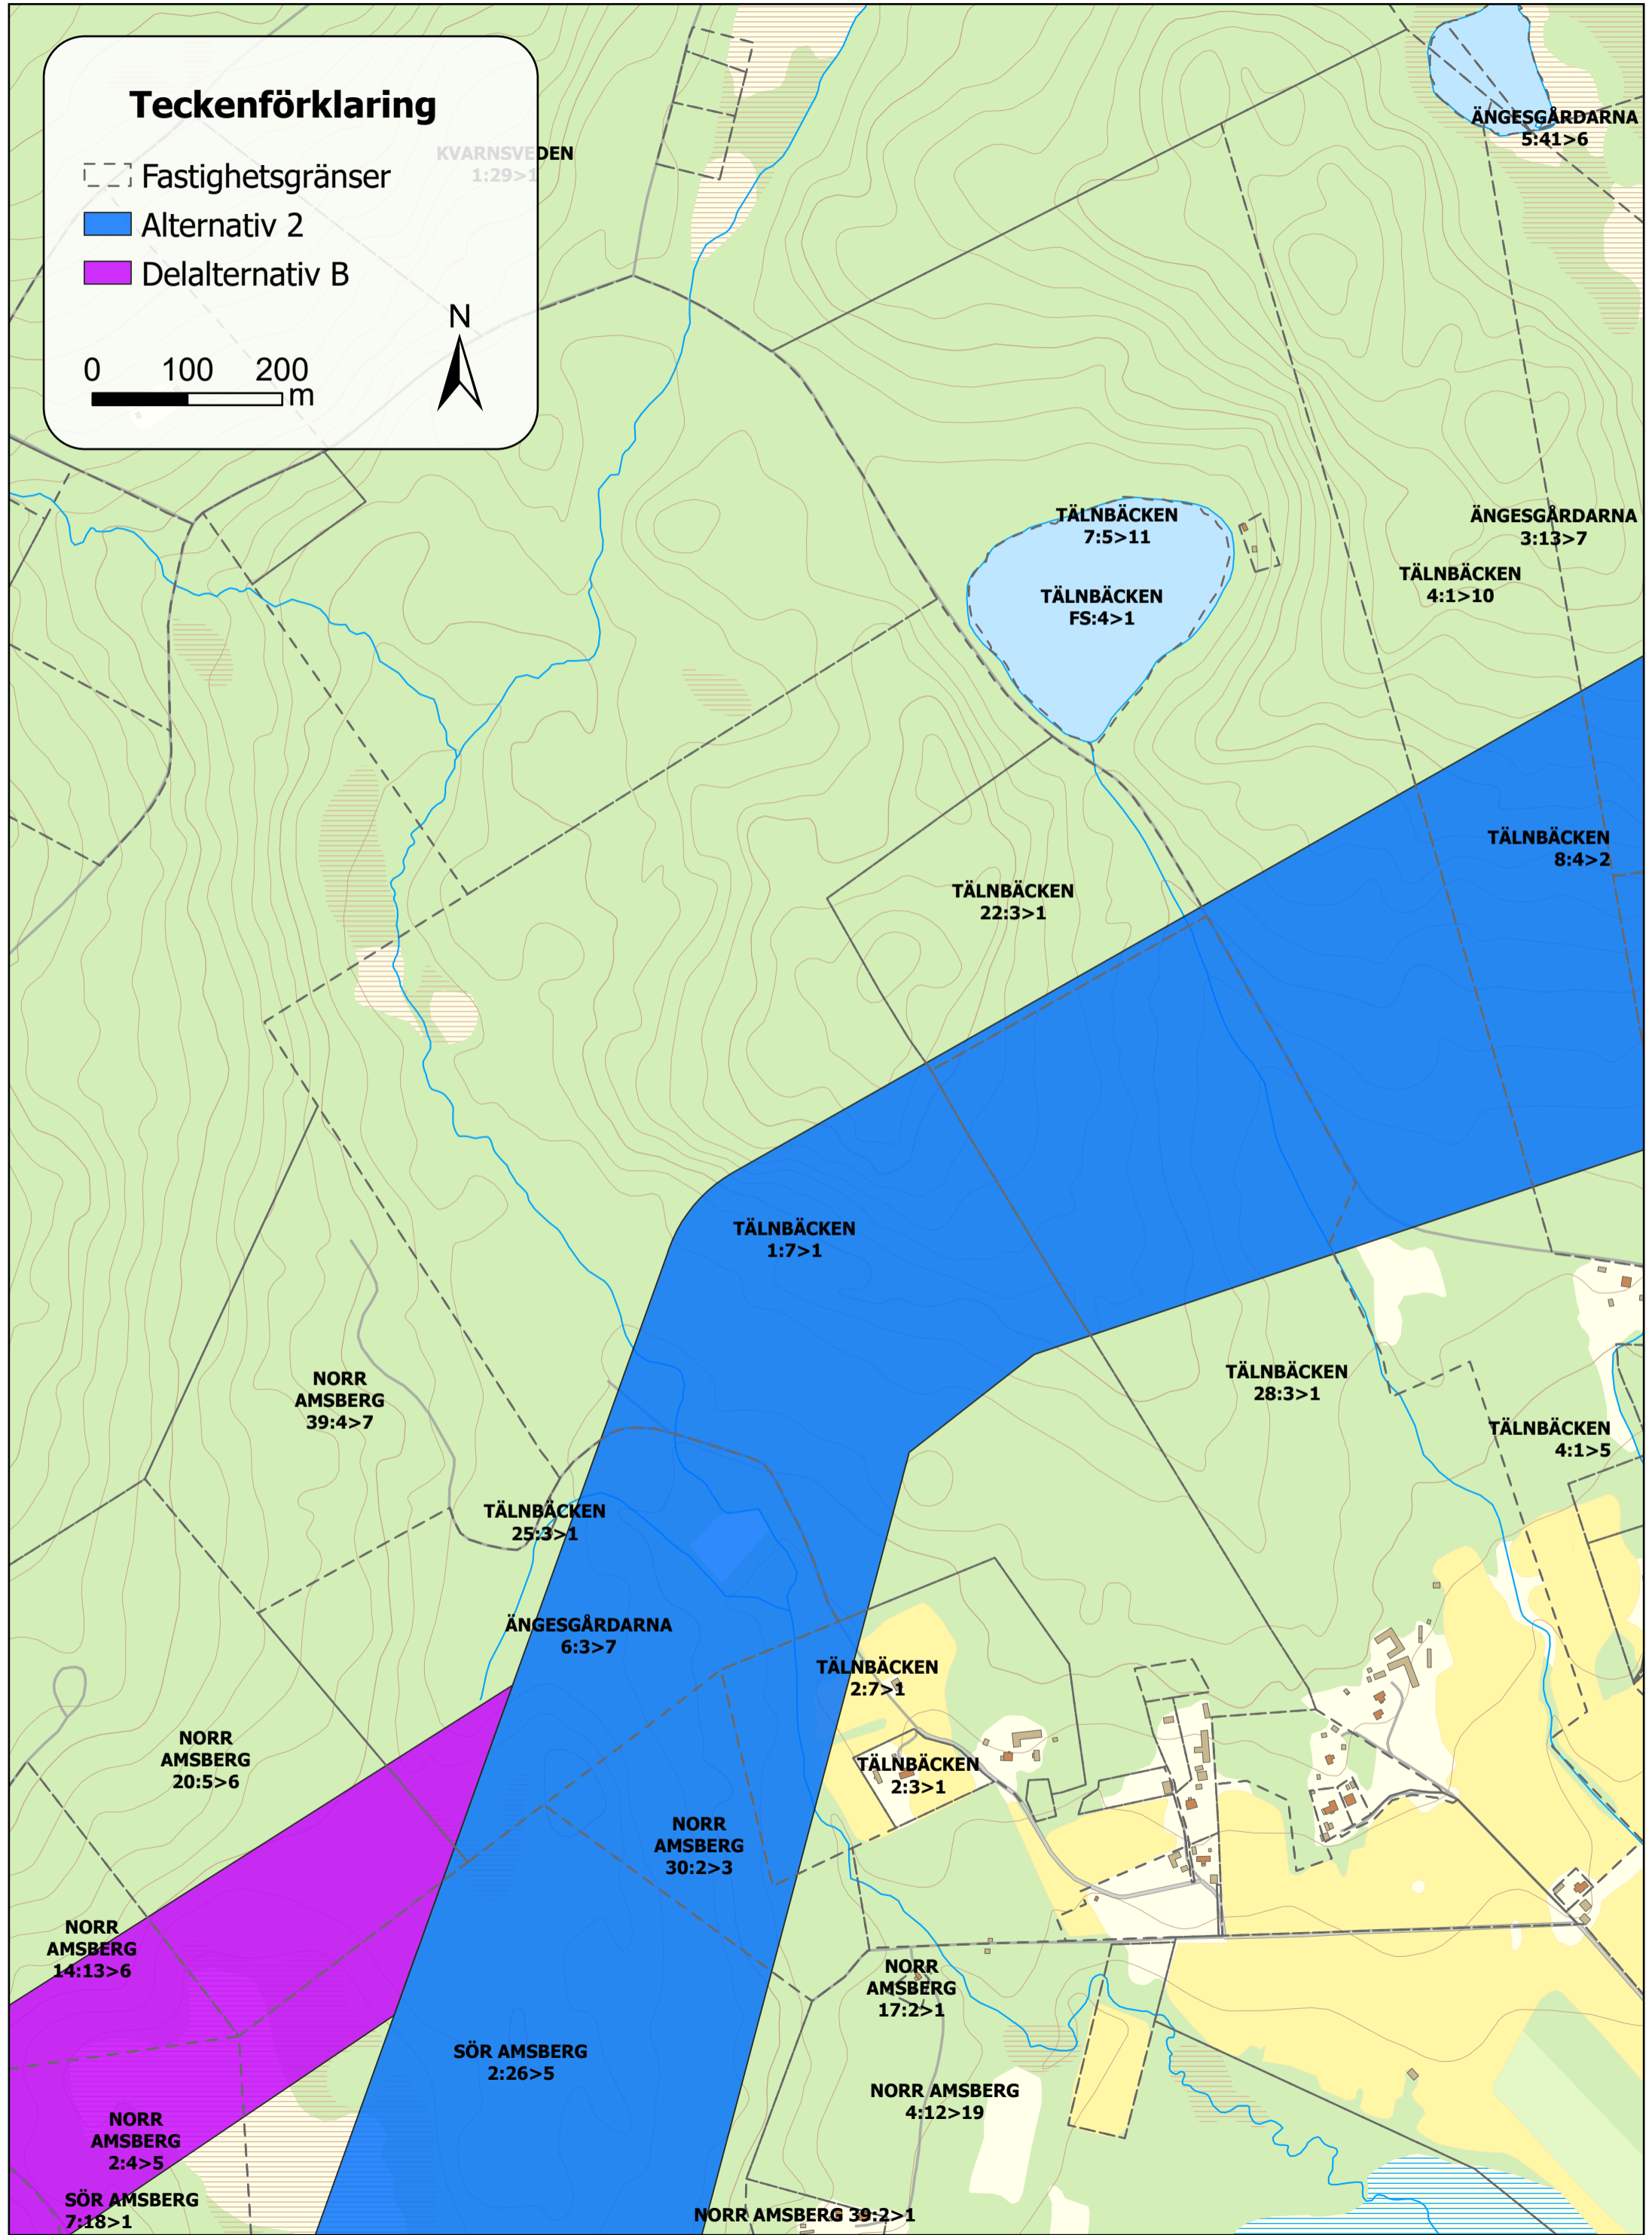 Teckenförklaring
Fastighetsgränser
Alternativ 2
Delalternativ B
N
0 100 200
m
KVARNSVEDEN
1:29>1
ÄNGESGÅRDARNA
5:41>6
TÄLNBÄCKEN
7:5>11
ÄNGESGÅRDARNA
3:13>7
TÄLNBÄCKEN
4:1>10
TÄLNBÄCKEN
FS:4>1
TÄLNBÄCKEN
8:4>2
TÄLNBÄCKEN
22:3>1
TÄLNBÄCKEN
1:7>1
NORR
AMSBERG
39:4>7
TÄLNBÄCKEN
28:3>1
TÄLNBÄCKEN
4:1>5
TÄLNBÄCKEN
25:3>1
ÄNGESGÅRDARNA
6:3>7
TÄLNBÄCKEN
2:7>1
NORR
AMSBERG
20:5>6
TÄLNBÄCKEN
2:3>1
NORR
AMSBERG
30:2>3
NORR
AMSBERG
14:13>6
NORR
AMSBERG
17:2>1
SÖR AMSBERG
2:26>5
NORR AMSBERG
4:12>19
NORR
AMSBERG
2:4>5
SÖR AMSBERG
7:18>1
NORR AMSBERG 39:2>1